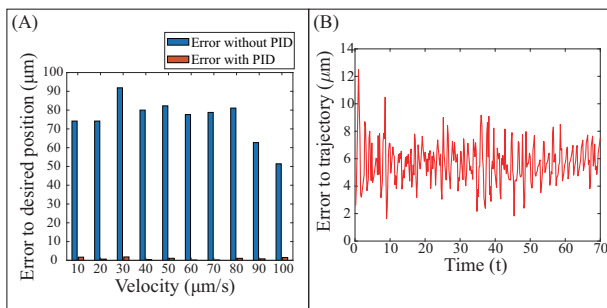 (A)
Error without PID
Error with PID
Error to desired position (μm)
100
90
80
70
60
50
40
30
20
10
0
10 20 30 40 50 60 70 80 90 100
Velocity (μm/s)
(B)
Error to trajectory (μm)
14
12
10
8
6
4
2
0
0 10 20 30 40 50 60 70
Time (t)